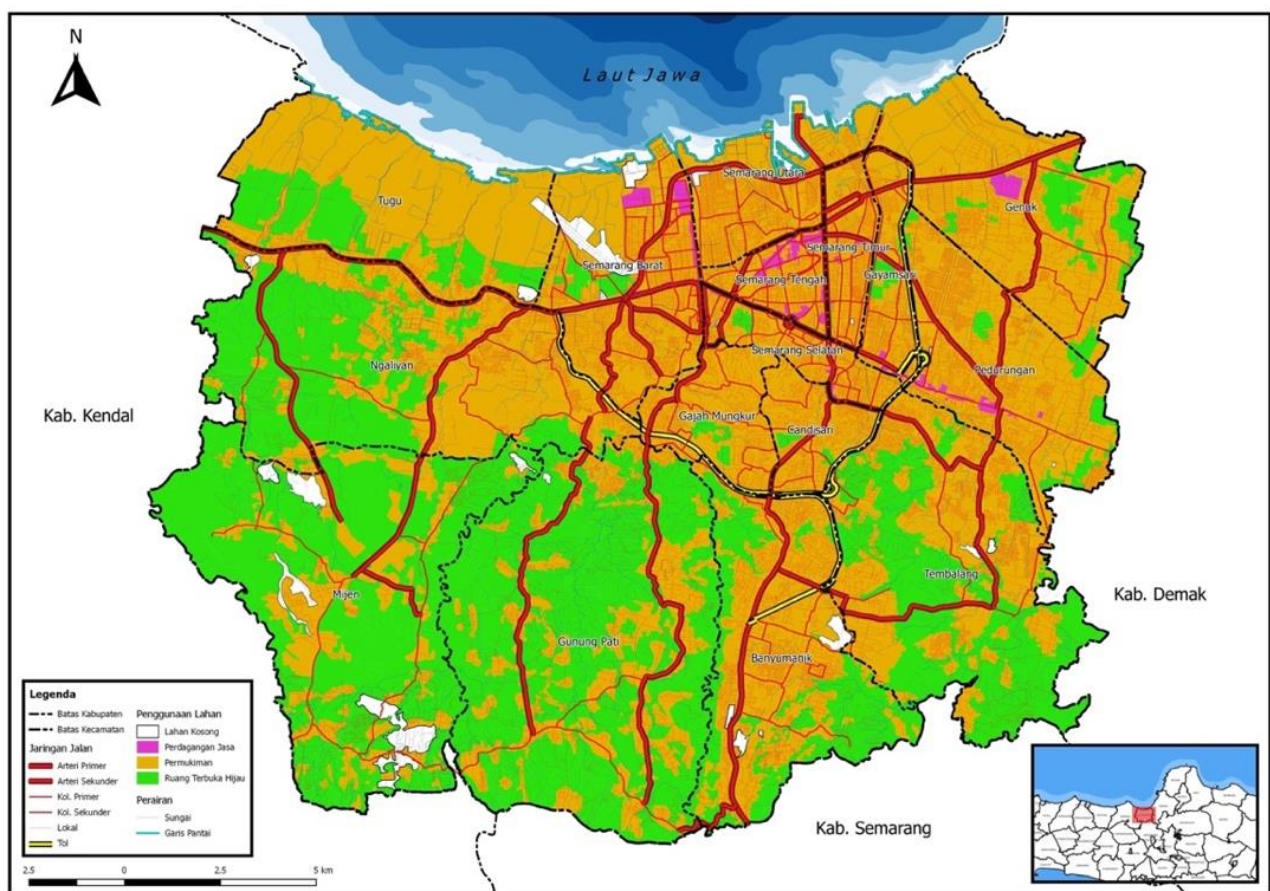 N
Laut Jawa
Semarang Utara
Tugu
Genuk
Semarang Timur
Semarang Barat
Semarang Tengah
Gayamsari
Semarang Selatan
Ngaliyan
Pedurungan
Kab. Kendal
Gajah Mungkur
Candisari
Tembalang
Mijen
Kab. Demak
Gunung Pati
Banyumanik
Kab. Semarang
Legenda
Batas Kabupaten
Batas Kecamatan
Jaringan Jalan
Arteri Primer
Arteri Sekunder
Kol. Primer
Kol. Sekunder
Lokal
Tol
Penggunaan Lahan
Lahan Kosong
Perdagangan Jasa
Permukiman
Ruang Terbuka Hijau
Perairan
Sungai
Garis Pantai
2.5 0 2.5 5 km